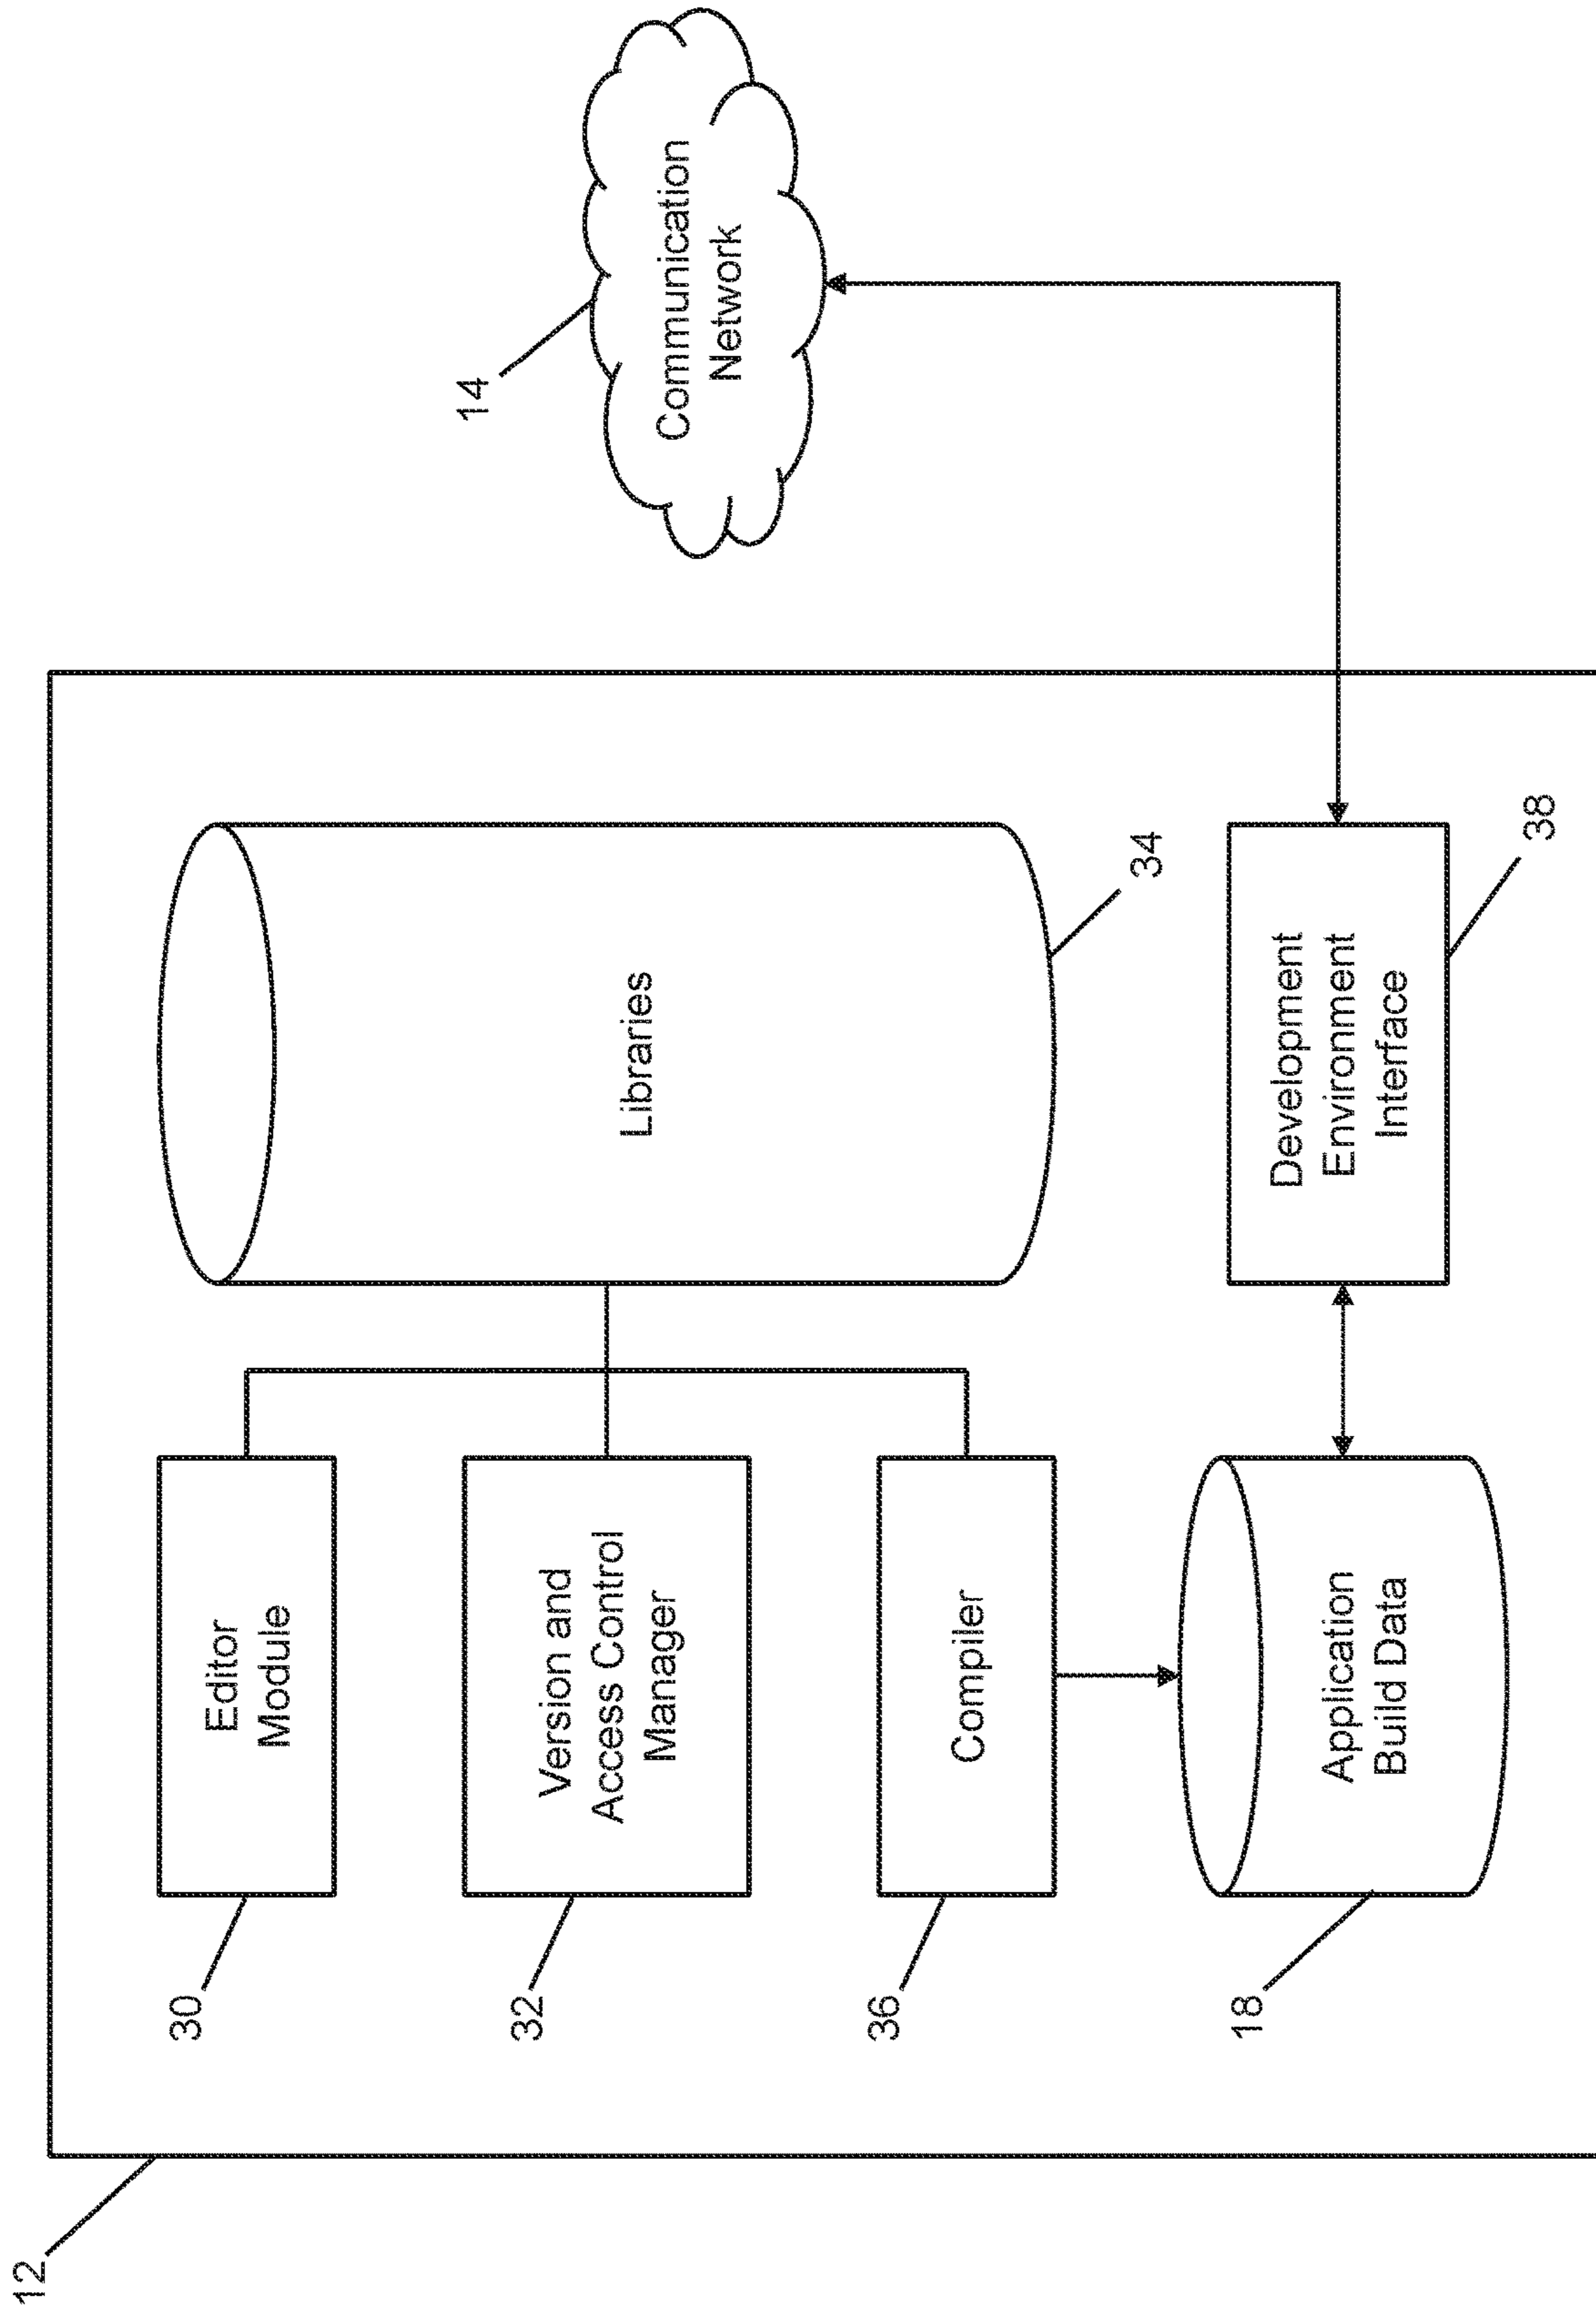 12
30
Editor
Module
32
Version and
Access Control
Manager
36
Compiler
18
Application
Build Data
Libraries
34
Development
Environment
Interface
38
14
Communication
Network